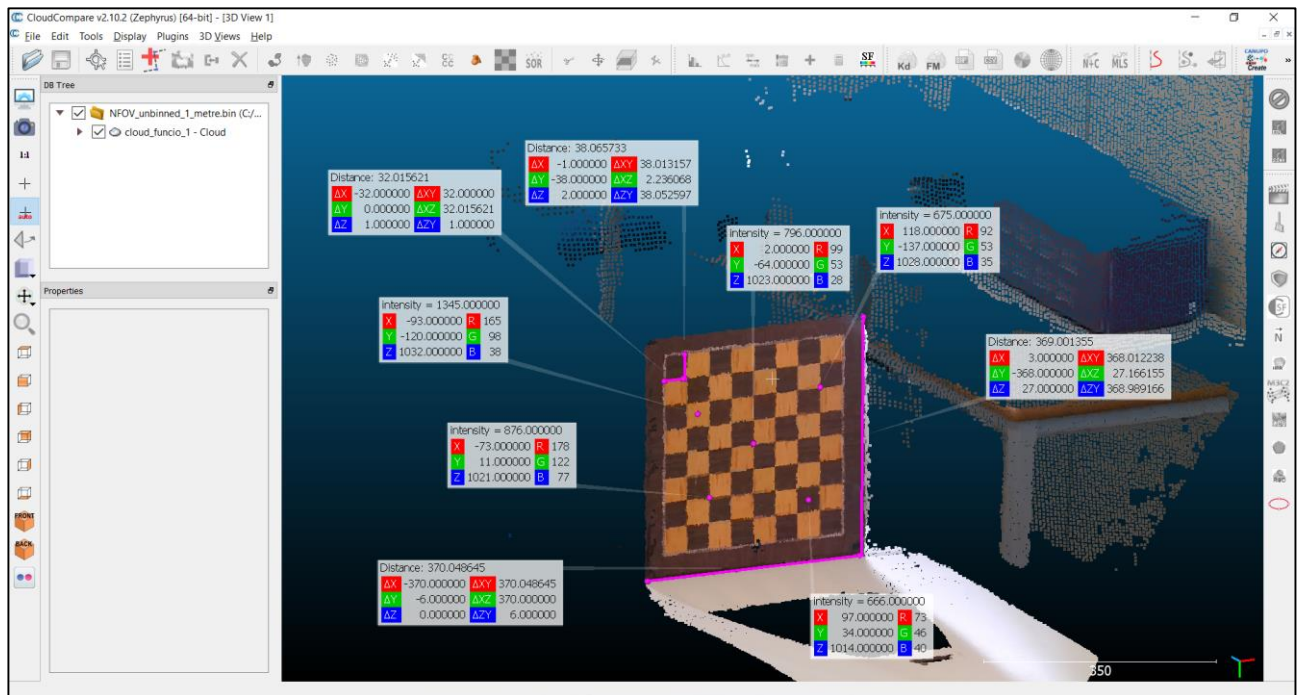 CloudCompare v2.10.2 (Zephyrus) [64-bit] - [3D View 1]
File Edit Tools Display Plugins 3D Views Help
SOR SF Kd FM N+C MLS CANUPO Create »
DB Tree
NFOV_unbinned_1_metre.bin (C:/...
cloud_funcio_1 - Cloud
1:1
Properties
FRONT
BACK
Distance: 38.065733
ΔX -1.000000 ΔXY 38.013157
ΔY -38.000000 ΔXZ 2.236068
ΔZ 2.000000 ΔZY 38.052597
Distance: 32.015621
ΔX -32.000000 ΔXY 32.000000
ΔY 0.000000 ΔXZ 32.015621
ΔZ 1.000000 ΔZY 1.000000
intensity = 675.000000
X 118.000000 R 92
Y -137.000000 G 53
Z 1028.000000 B 35
intensity = 796.000000
X 2.000000 R 99
Y -64.000000 G 53
Z 1023.000000 B 28
intensity = 1345.000000
X -93.000000 R 165
Y -120.000000 G 98
Z 1032.000000 B 38
Distance: 369.001355
ΔX 3.000000 ΔXY 368.012238
ΔY -368.000000 ΔXZ 27.166155
ΔZ 27.000000 ΔZY 368.989166
intensity = 876.000000
X -73.000000 R 178
Y 11.000000 G 122
Z 1021.000000 B 77
Distance: 370.048645
ΔX -370.000000 ΔXY 370.048645
ΔY -6.000000 ΔXZ 370.000000
ΔZ 0.000000 ΔZY 6.000000
intensity = 666.000000
X 97.000000 R 73
Y 34.000000 G 46
Z 1014.000000 B 40
350
SF
N
M3C2